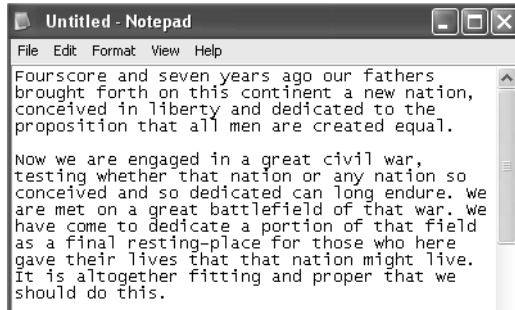 Untitled - Notepad
File Edit Format View Help
Fourscore and seven years ago our fathers
brought forth on this continent a new nation,
conceived in liberty and dedicated to the
proposition that all men are created equal.
Now we are engaged in a great civil war,
testing whether that nation or any nation so
conceived and so dedicated can long endure. We
are met on a great battlefield of that war. We
have come to dedicate a portion of that field
as a final resting-place for those who here
gave their lives that that nation might live.
It is altogether fitting and proper that we
should do this.